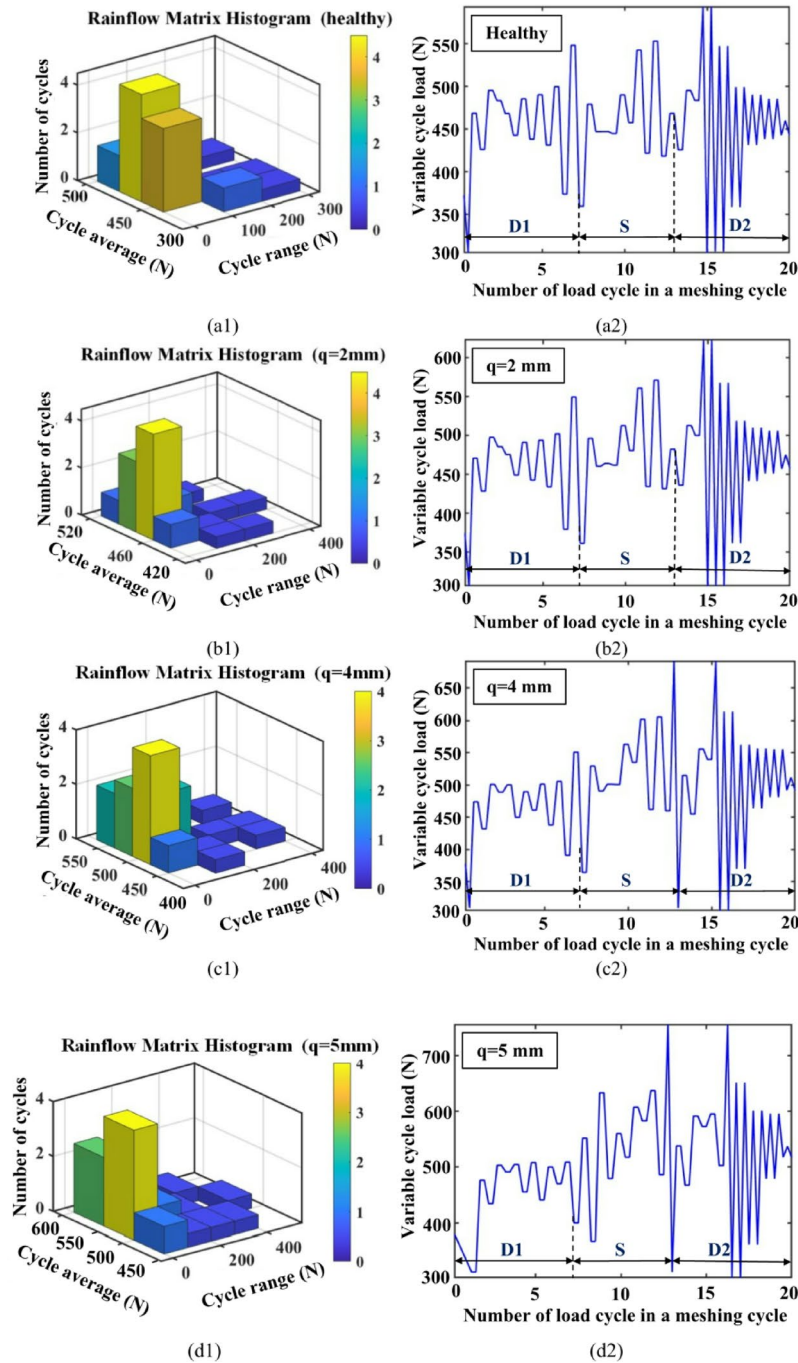 Rainflow Matrix Histogram (healthy)
Number of cycles
4
2
0
500
450
300
Cycle average (N)
0
100
200
300
Cycle range (N)
4
3
2
1
0
(a1)
Healthy
Variable cycle load (N)
550
500
450
400
350
300
D1
S
D2
0
5
10
15
20
Number of load cycle in a meshing cycle
(a2)
Rainflow Matrix Histogram (q=2mm)
Number of cycles
4
2
0
520
460
420
Cycle average (N)
0
200
400
Cycle range (N)
4
3
2
1
0
(b1)
q=2 mm
Variable cycle load (N)
600
550
500
450
400
350
300
D1
S
D2
0
5
10
15
20
Number of load cycle in a meshing cycle
(b2)
Rainflow Matrix Histogram (q=4mm)
Number of cycles
4
2
0
550
500
450
400
Cycle average (N)
0
200
400
Cycle range (N)
4
3
2
1
0
(c1)
q=4 mm
Variable cycle load (N)
650
600
550
500
450
400
350
300
D1
S
D2
0
5
10
15
20
Number of load cycle in a meshing cycle
(c2)
Rainflow Matrix Histogram (q=5mm)
Number of cycles
4
2
0
600
550
500
450
Cycle average (N)
0
200
400
Cycle range (N)
4
3
2
1
0
(d1)
q=5 mm
Variable cycle load (N)
700
600
500
400
300
D1
S
D2
0
5
10
15
20
Number of load cycle in a meshing cycle
(d2)